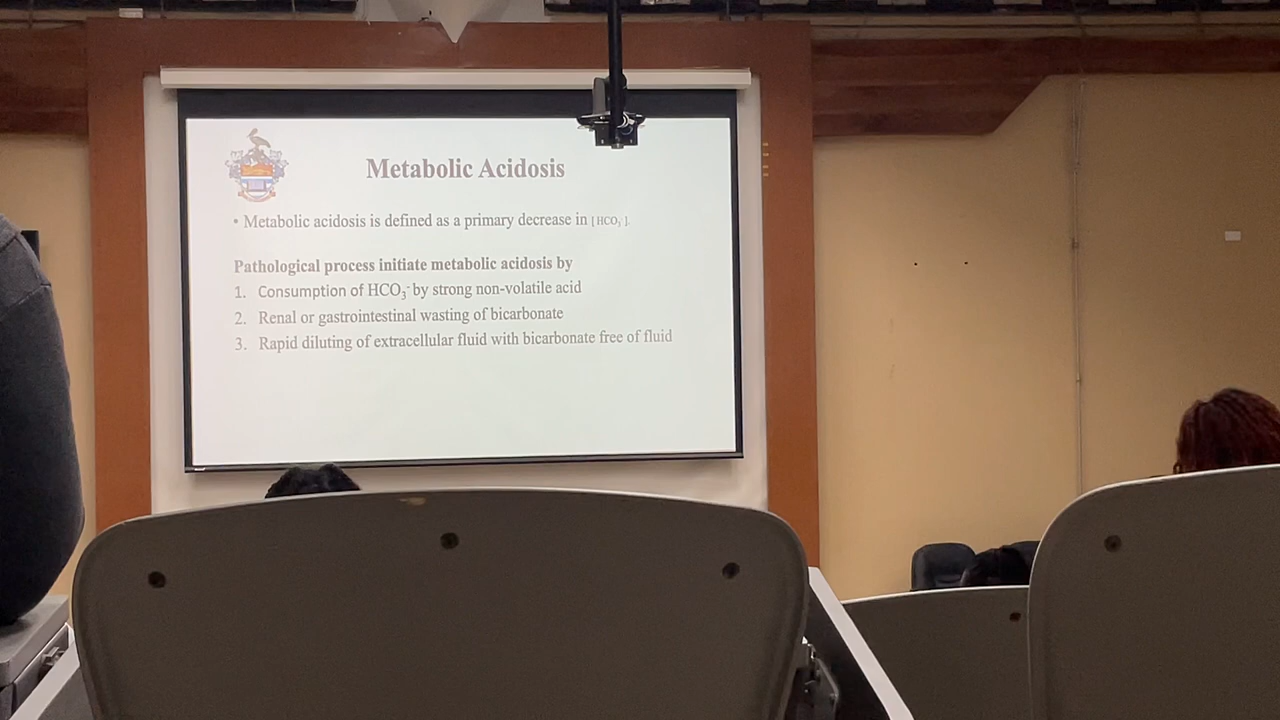 Metabolic Acidosis
• Metabolic acidosis is defined as a primary decrease in [HCO₃⁻].
Pathological process initiate metabolic acidosis by
1. Consumption of HCO₃⁻ by strong non-volatile acid
2. Renal or gastrointestinal wasting of bicarbonate
3. Rapid diluting of extracellular fluid with bicarbonate free of fluid